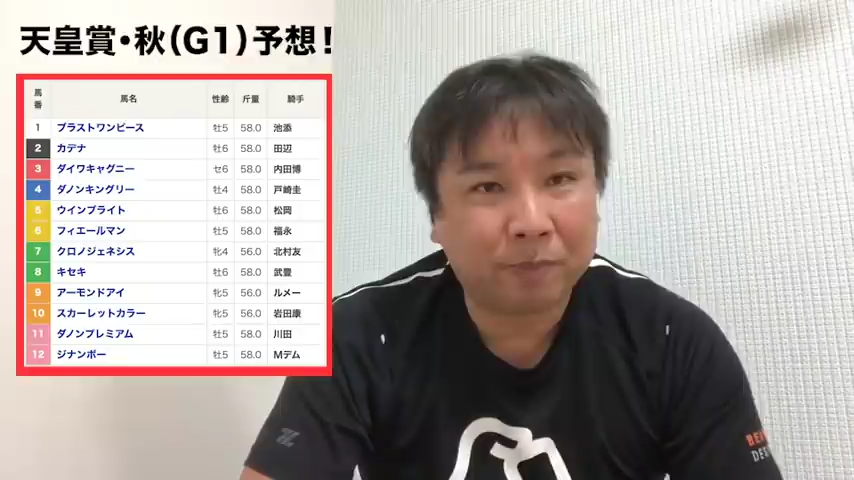 天皇賞・秋(G1)予想!
馬番 馬名 性齢 斤量 騎手
1 ブラストワンピース 牡5 58.0 池添
2 カデナ 牡6 58.0 田辺
3 ダイワキャグニー セ6 58.0 内田博
4 ダノンキングリー 牡4 58.0 戸崎圭
5 ウインブライト 牡6 58.0 松岡
6 フィエールマン 牡5 58.0 福永
7 クロノジェネシス 牝4 56.0 北村友
8 キセキ 牡6 58.0 武豊
9 アーモンドアイ 牝5 56.0 ルメー
10 スカーレットカラー 牝5 56.0 岩田康
11 ダノンプレミアム 牡5 58.0 川田
12 ジナンボー 牡5 58.0 Mデム